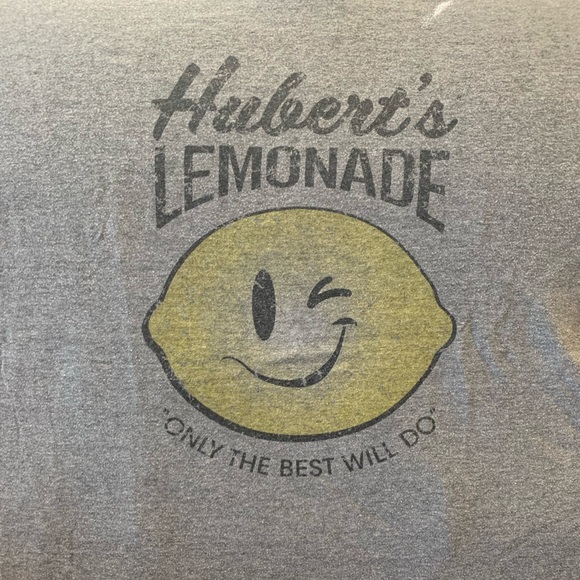 Hubert's
LEMONADE
"ONLY THE BEST WILL DO"